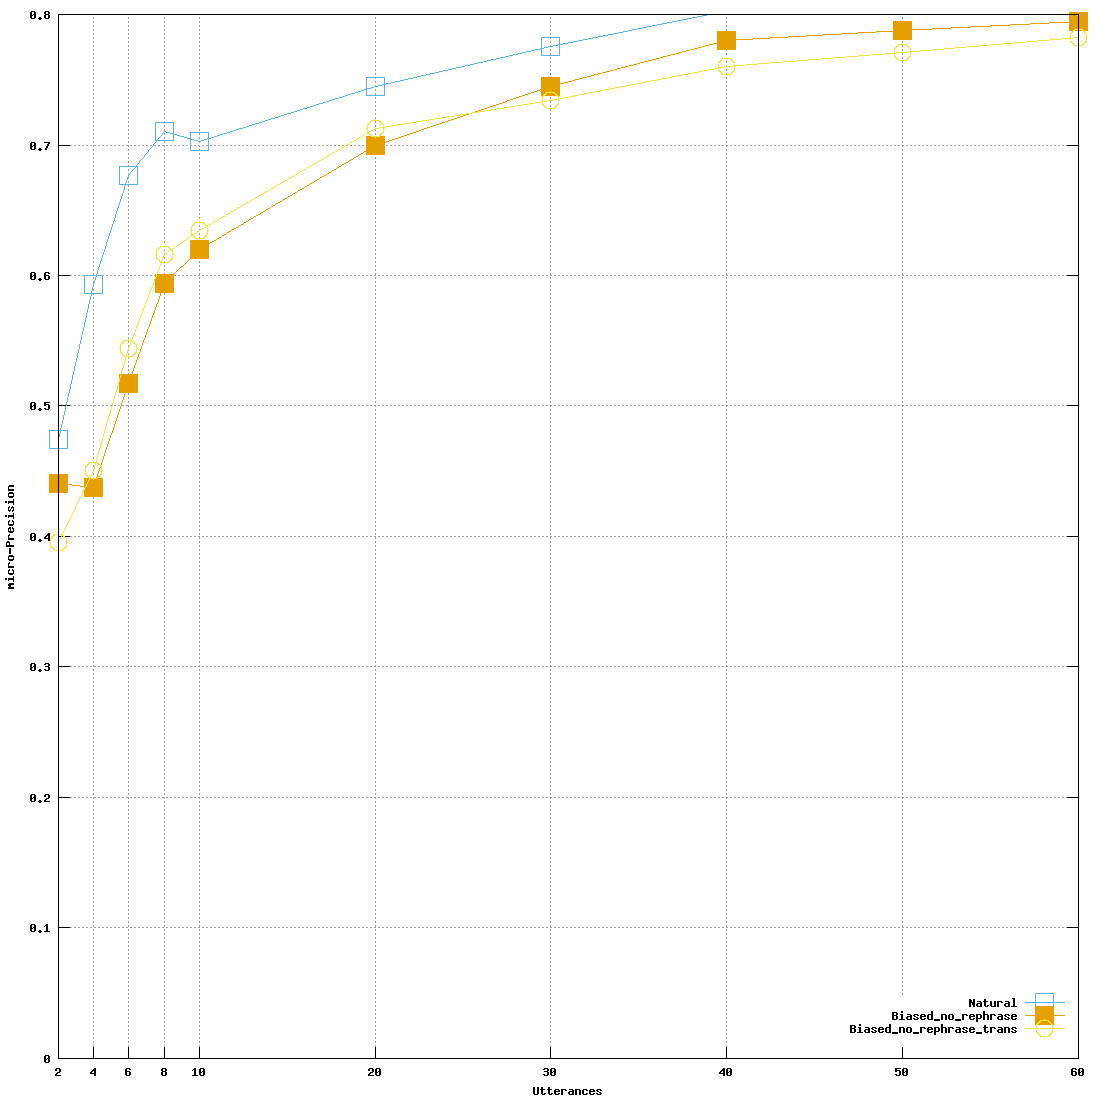 0.8
0.7
0.6
0.5
0.4
0.3
0.2
0.1
0
micro-Precision
2 4 6 8 10 20 30 40 50 60
Utterances
Natural
Biased_no_rephrase
Biased_no_rephrase_trans